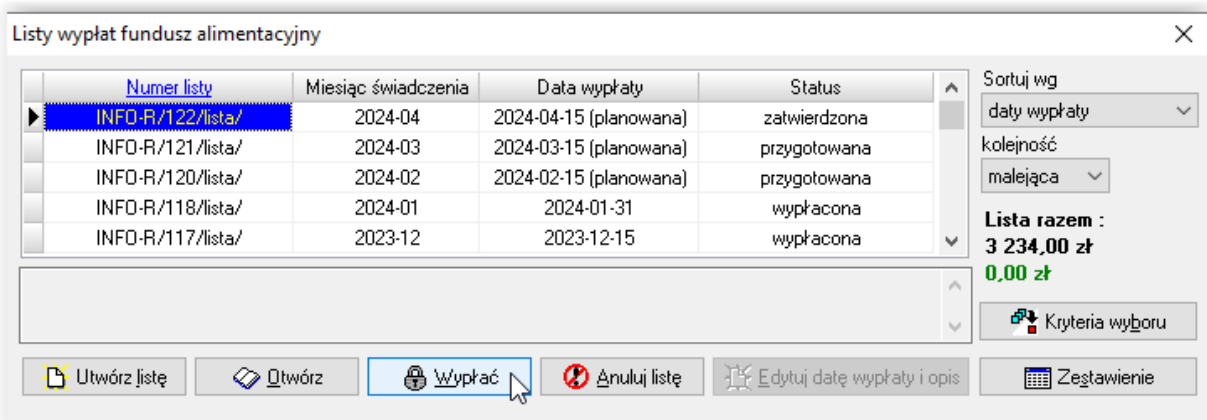 Listy wypłat fundusz alimentacyjny
Numer listy Miesiąc świadczenia Data wypłaty Status
INFO-R/122/lista/ 2024-04 2024-04-15 (planowana) zatwierdzona
INFO-R/121/lista/ 2024-03 2024-03-15 (planowana) przygotowana
INFO-R/120/lista/ 2024-02 2024-02-15 (planowana) przygotowana
INFO-R/118/lista/ 2024-01 2024-01-31 wypłacona
INFO-R/117/lista/ 2023-12 2023-12-15 wypłacona
Sortuj wg
daty wypłaty
kolejność
malejąca
Lista razem :
3 234,00 zł
0,00 zł
Kryteria wyboru
Utwórz listę Otwórz Wypłać Anuluj listę Edytuj datę wypłaty i opis Zestawienie